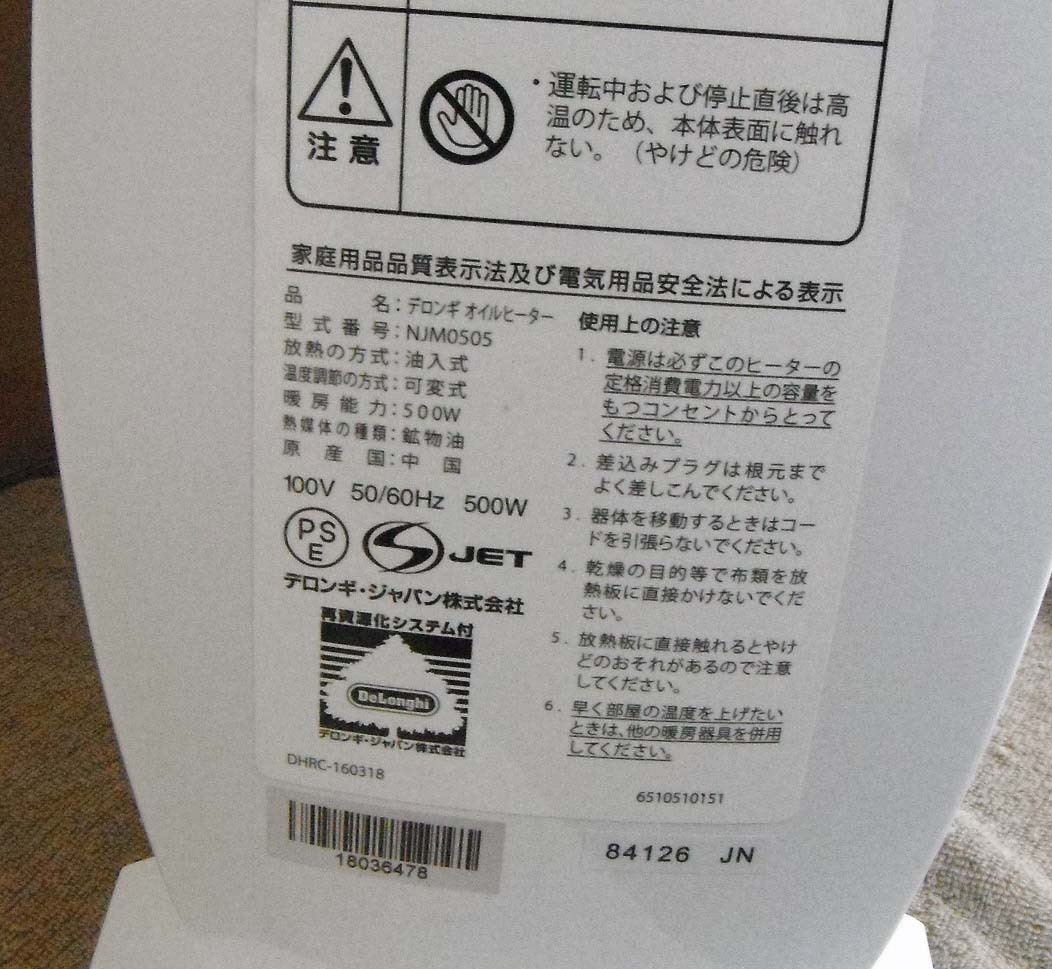 注意
・運転中および停止直後は高
温のため、本体表面に触れ
ない。（やけどの危険）
家庭用品品質表示法及び電気用品安全法による表示
品名：デロンギ オイルヒーター
型式番号：NJM0505
放熱の方式：油入式
温度調節の方式：可変式
暖房能力：500W
熱媒体の種類：鉱物油
原産国：中国
100V 50/60Hz 500W
PS
E
JET
デロンギ・ジャパン株式会社
再資源化システム付
DeLonghi
デロンギ・ジャパン株式会社
DHRC-160318
使用上の注意
1. 電源は必ずこのヒーターの
定格消費電力以上の容量を
もつコンセントからとって
ください。
2. 差込みプラグは根元まで
よく差しこんでください。
3. 器体を移動するときはコー
ドを引張らないでください。
4. 乾燥の目的等で布類を放
熱板に直接かけないでくだ
さい。
5. 放熱板に直接触れるとやけ
どのおそれがあるので注意
してください。
6. 早く部屋の温度を上げたい
ときは、他の暖房器具を併用
してください。
6510510151
18036478
84126 JN